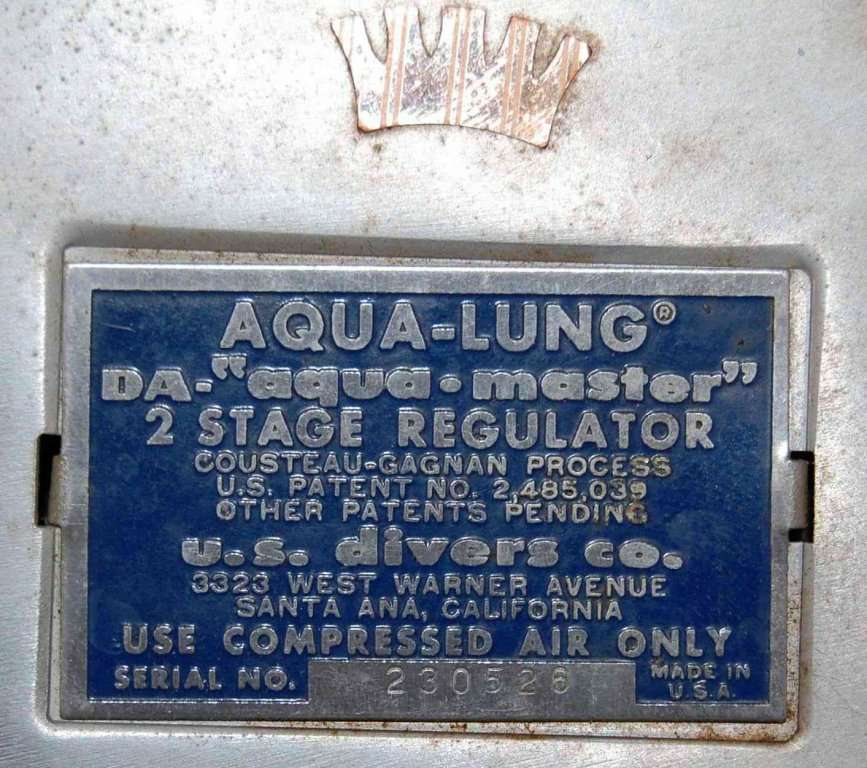 AQUA-LUNG®
DA-"aqua•master"
2 STAGE REGULATOR
COUSTEAU-GAGNAN PROCESS
U.S. PATENT NO. 2,485,039
OTHER PATENTS PENDING
u.s. divers co.
3323 WEST WARNER AVENUE
SANTA ANA, CALIFORNIA
USE COMPRESSED AIR ONLY
SERIAL NO. 230526 MADE IN
U.S.A.